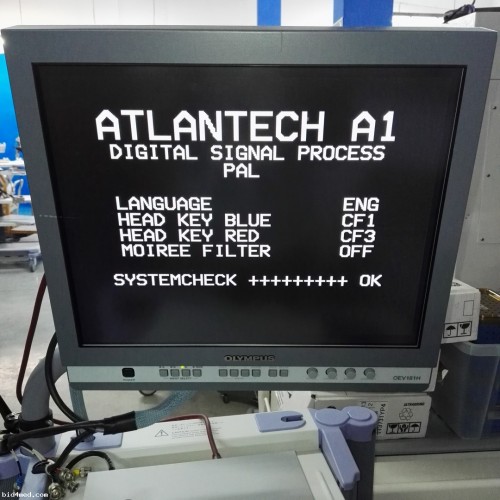 ATLANTECH A1
DIGITAL SIGNAL PROCESS
PAL
LANGUAGE ENG
HEAD KEY BLUE CF1
HEAD KEY RED CF3
MOIREE FILTER OFF
SYSTEMCHECK +++++++++ OK
OLYMPUS
OEV181H
bid4med.com